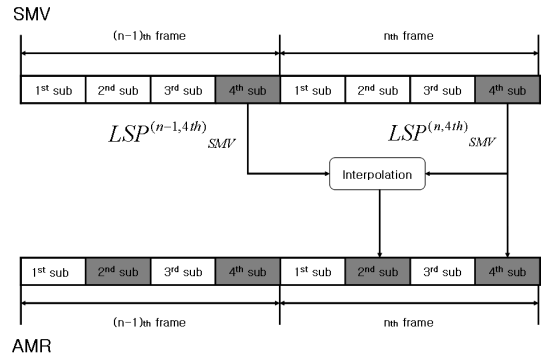 SMV
(n-1)th frame nth frame
1st sub 2nd sub 3rd sub 4th sub 1st sub 2nd sub 3rd sub 4th sub
LSP(n-1,4th)SMV LSP(n,4th)SMV
Interpolation
1st sub 2nd sub 3rd sub 4th sub 1st sub 2nd sub 3rd sub 4th sub
(n-1)th frame nth frame
AMR